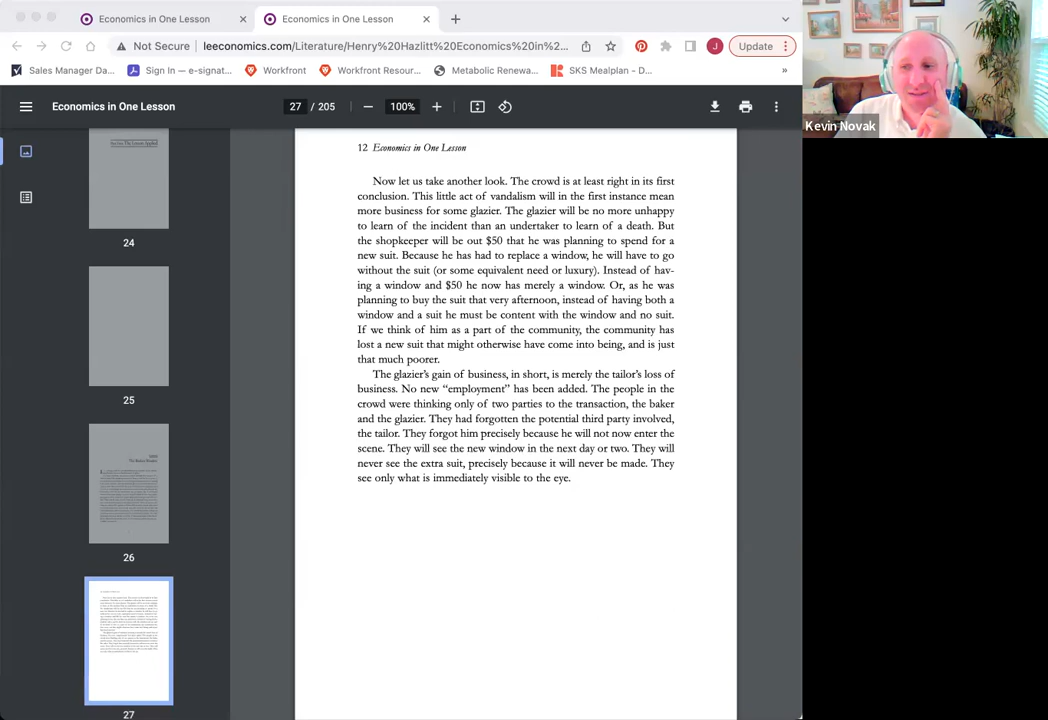 Economics in One Lesson
Economics in One Lesson
Not Secure
leeconomics.com/Literature/Henry%20Hazlitt%20Economics%20in%2...
J
Update
Sales Manager Da...
Sign In — e-signat...
Workfront
Workfront Resour...
Metabolic Renewa...
SKS Mealplan - D...
»
Economics in One Lesson
27 / 205
100%
24
25
26
27
12 Economics in One Lesson
Now let us take another look. The crowd is at least right in its first
conclusion. This little act of vandalism will in the first instance mean
more business for some glazier. The glazier will be no more unhappy
to learn of the incident than an undertaker to learn of a death. But
the shopkeeper will be out $50 that he was planning to spend for a
new suit. Because he has had to replace a window, he will have to go
without the suit (or some equivalent need or luxury). Instead of hav-
ing a window and $50 he now has merely a window. Or, as he was
planning to buy the suit that very afternoon, instead of having both a
window and a suit he must be content with the window and no suit.
If we think of him as a part of the community, the community has
lost a new suit that might otherwise have come into being, and is just
that much poorer.
The glazier's gain of business, in short, is merely the tailor's loss of
business. No new “employment” has been added. The people in the
crowd were thinking only of two parties to the transaction, the baker
and the glazier. They had forgotten the potential third party involved,
the tailor. They forgot him precisely because he will not now enter the
scene. They will see the new window in the next day or two. They will
never see the extra suit, precisely because it will never be made. They
see only what is immediately visible to the eye.
Kevin Novak